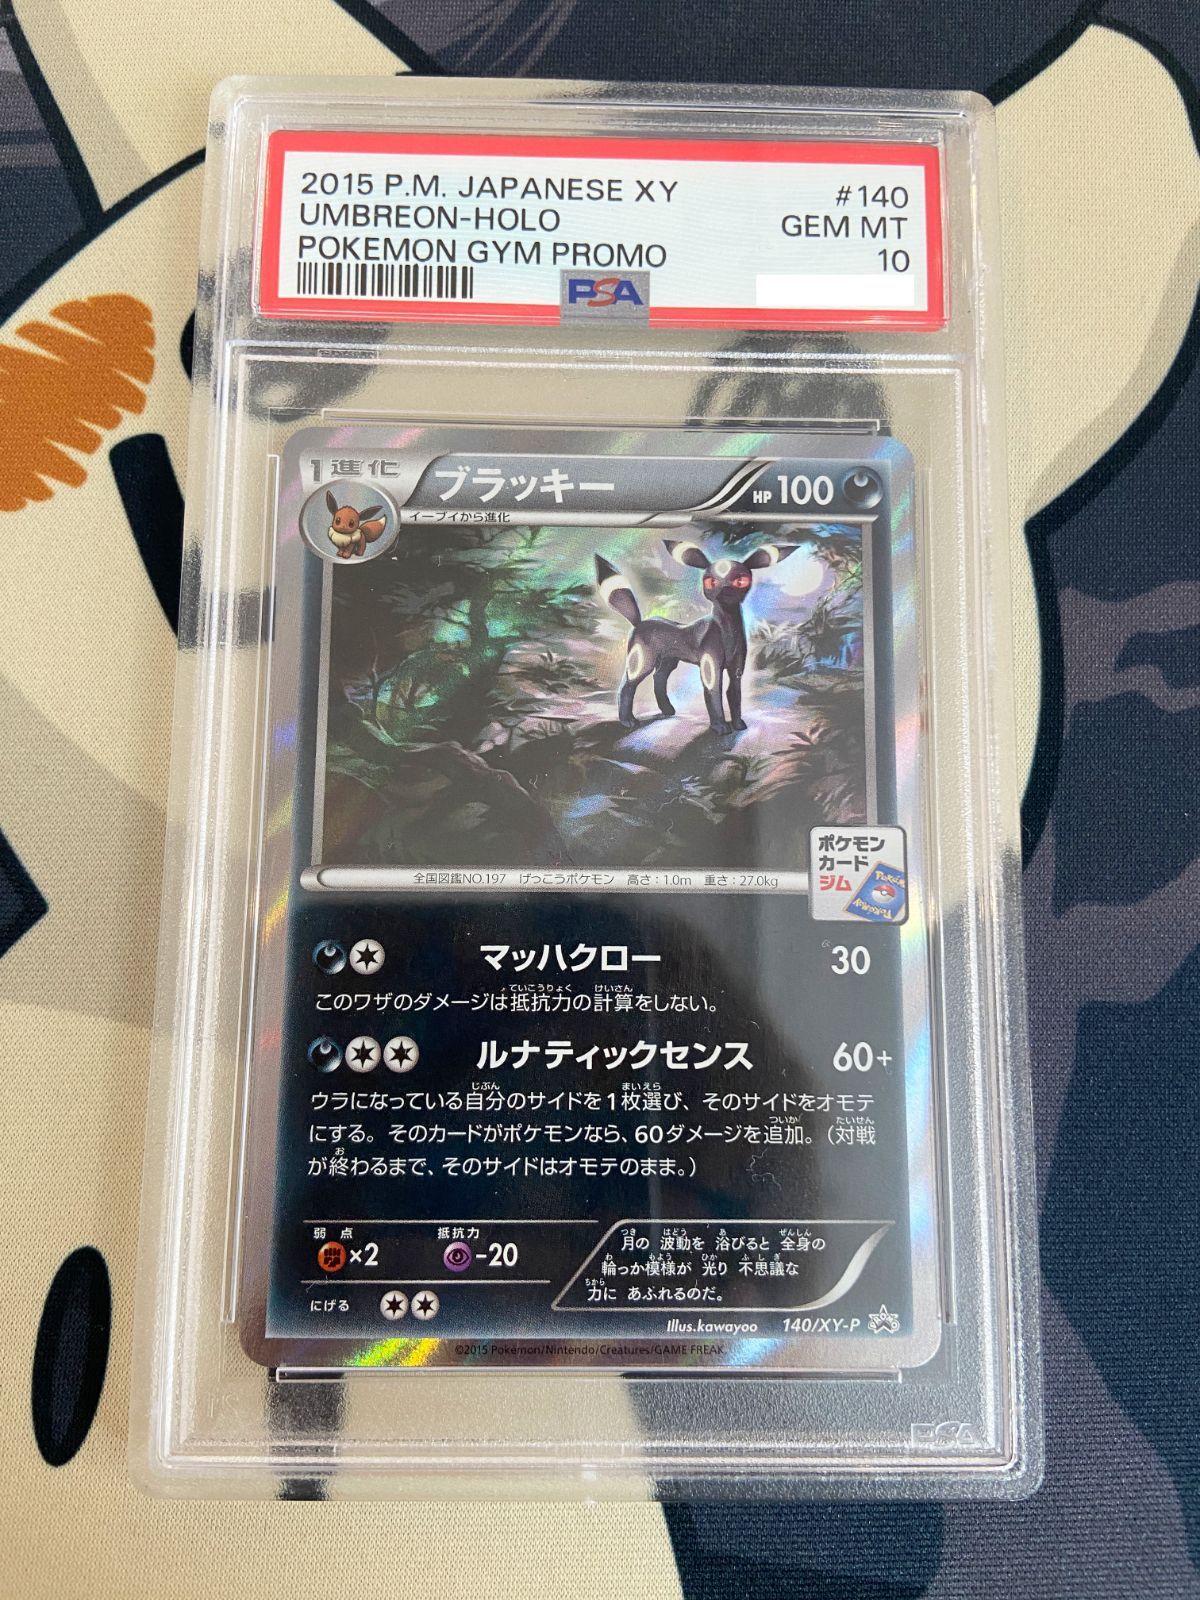 2015 P.M. JAPANESE XY #140
UMBREON-HOLO GEM MT
POKEMON GYM PROMO 10
PSA
1進化 ブラッキー HP100
イーブイから進化
ポケモン
カード
ジム
全国図鑑NO.197 げっこうポケモン 高さ:1.0m 重さ:27.0kg
マッハクロー 30
このワザのダメージは抵抗力の計算をしない。
ルナティックセンス 60+
ウラになっている自分のサイドを1枚選び、そのサイドをオモテ
にする。そのカードがポケモンなら、60ダメージを追加。(対戦
が終わるまで、そのサイドはオモテのまま。)
弱点 抵抗力
×2 -20
にげる
月の 波動を 浴びると 全身の
輪っか模様が 光り 不思議な
力に あふれるのだ。
Illus.kawayoo 140/XY-P PROMO
©2015 Pokémon/Nintendo/Creatures/GAME FREAK.
PSA